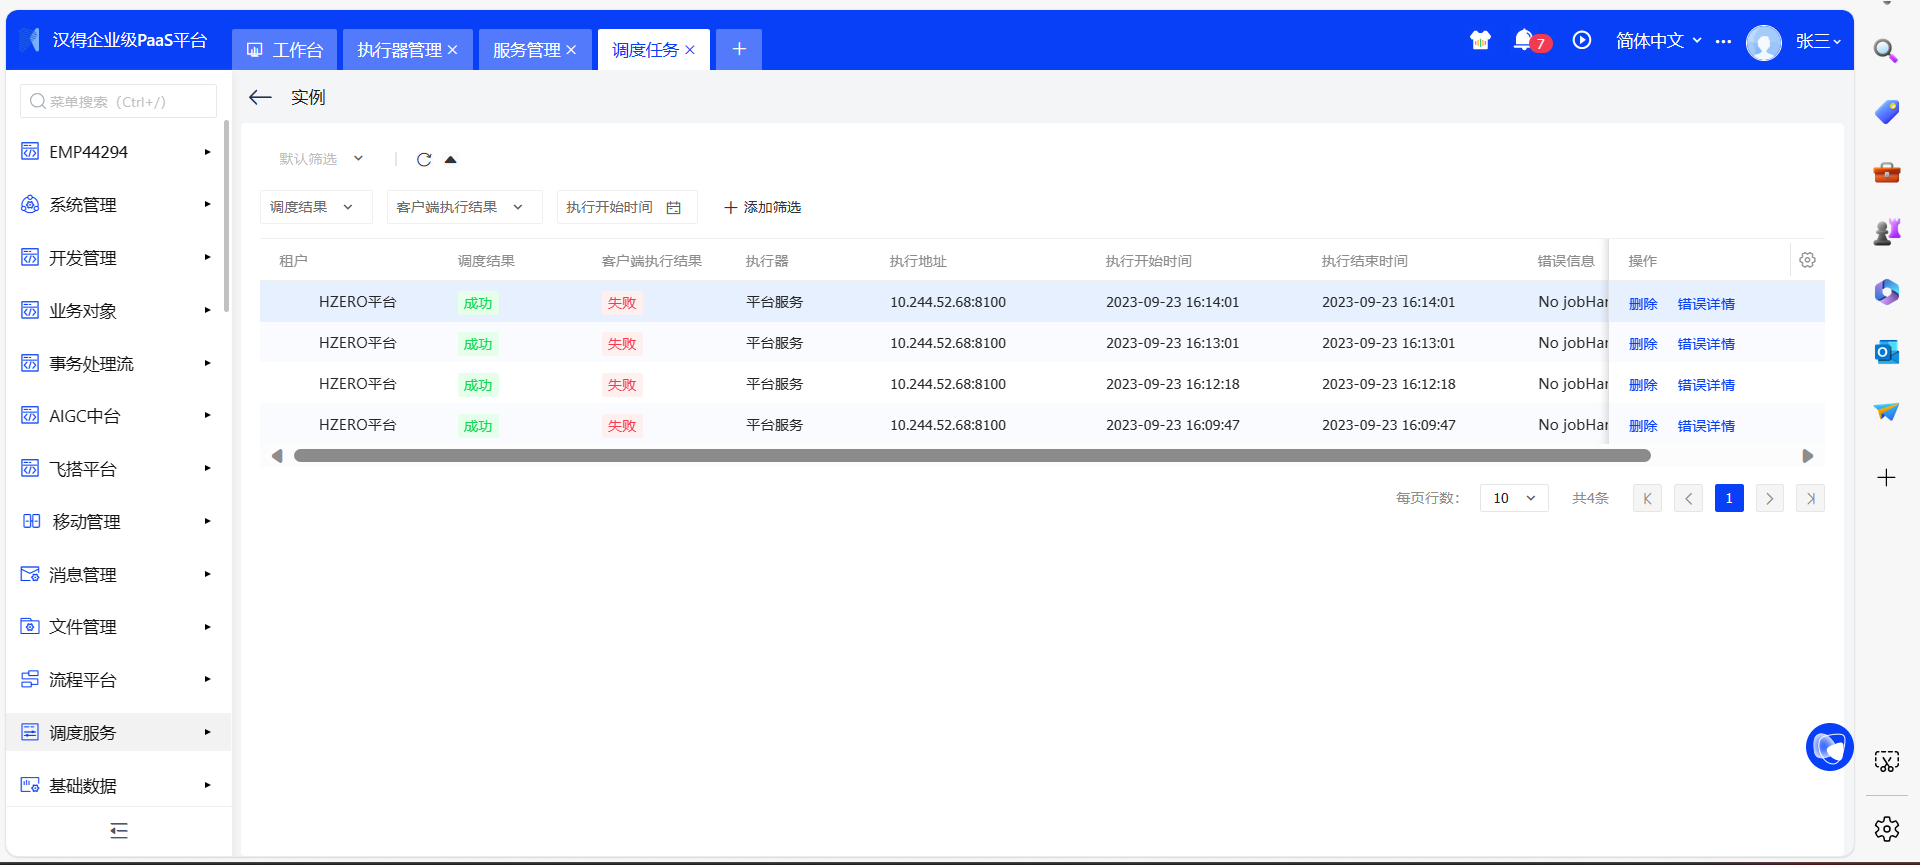 汉得企业级PaaS平台
工作台
执行器管理
服务管理
调度任务
7
简体中文
张三
菜单搜索（Ctrl+/）
EMP44294
系统管理
开发管理
业务对象
事务处理流
AIGC中台
飞搭平台
移动管理
消息管理
文件管理
流程平台
调度服务
基础数据
实例
默认筛选
调度结果 客户端执行结果 执行开始时间 添加筛选
租户 调度结果 客户端执行结果 执行器 执行地址 执行开始时间 执行结束时间 错误信息 操作
HZERO平台 成功 失败 平台服务 10.244.52.68:8100 2023-09-23 16:14:01 2023-09-23 16:14:01 No jobHar 删除 错误详情
HZERO平台 成功 失败 平台服务 10.244.52.68:8100 2023-09-23 16:13:01 2023-09-23 16:13:01 No jobHar 删除 错误详情
HZERO平台 成功 失败 平台服务 10.244.52.68:8100 2023-09-23 16:12:18 2023-09-23 16:12:18 No jobHar 删除 错误详情
HZERO平台 成功 失败 平台服务 10.244.52.68:8100 2023-09-23 16:09:47 2023-09-23 16:09:47 No jobHar 删除 错误详情
每页行数： 10 共4条 1